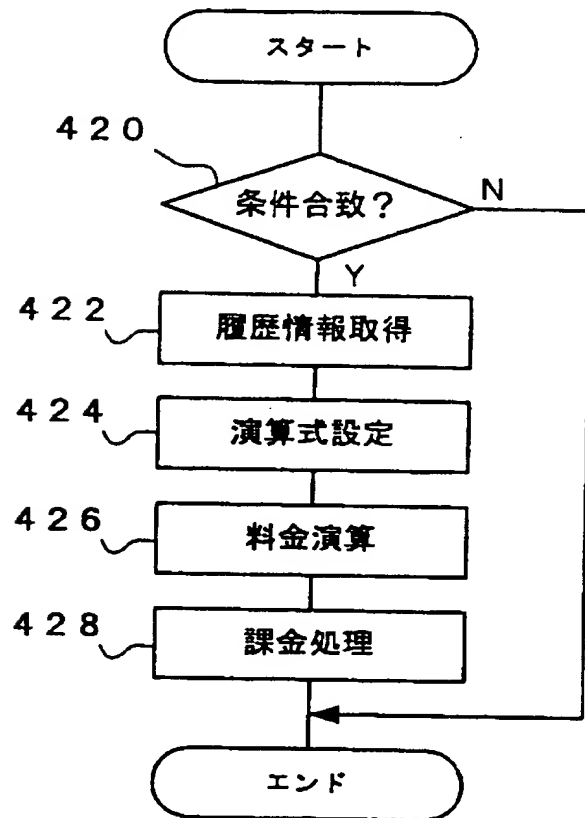 スタート
420
条件合致？
N
Y
422
履歴情報取得
424
演算式設定
426
料金演算
428
課金処理
エンド